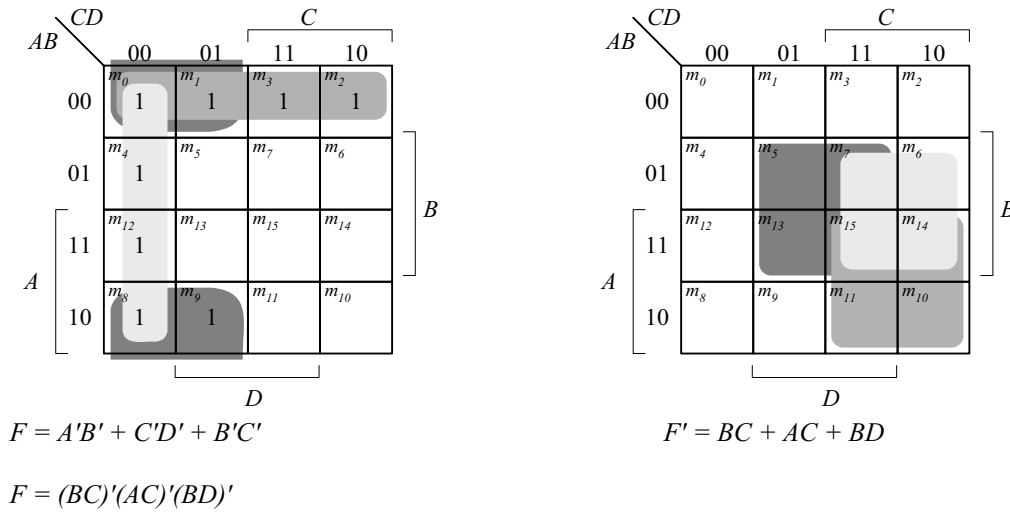 CD C CD C
AB 00 01 11 10 AB 00 01 11 10
m0 m1 m3 m2 m0 m1 m3 m2
00 1 1 1 1 00
m4 m5 m7 m6 m4 m5 m7 m6
01 1 01
B B
m12 m13 m15 m14 m12 m13 m15 m14
11 1 11
A A
m8 m9 m11 m10 m8 m9 m11 m10
10 1 1 10
D D
F = A'B' + C'D' + B'C' F' = BC + AC + BD
F = (BC)'(AC)'(BD)'